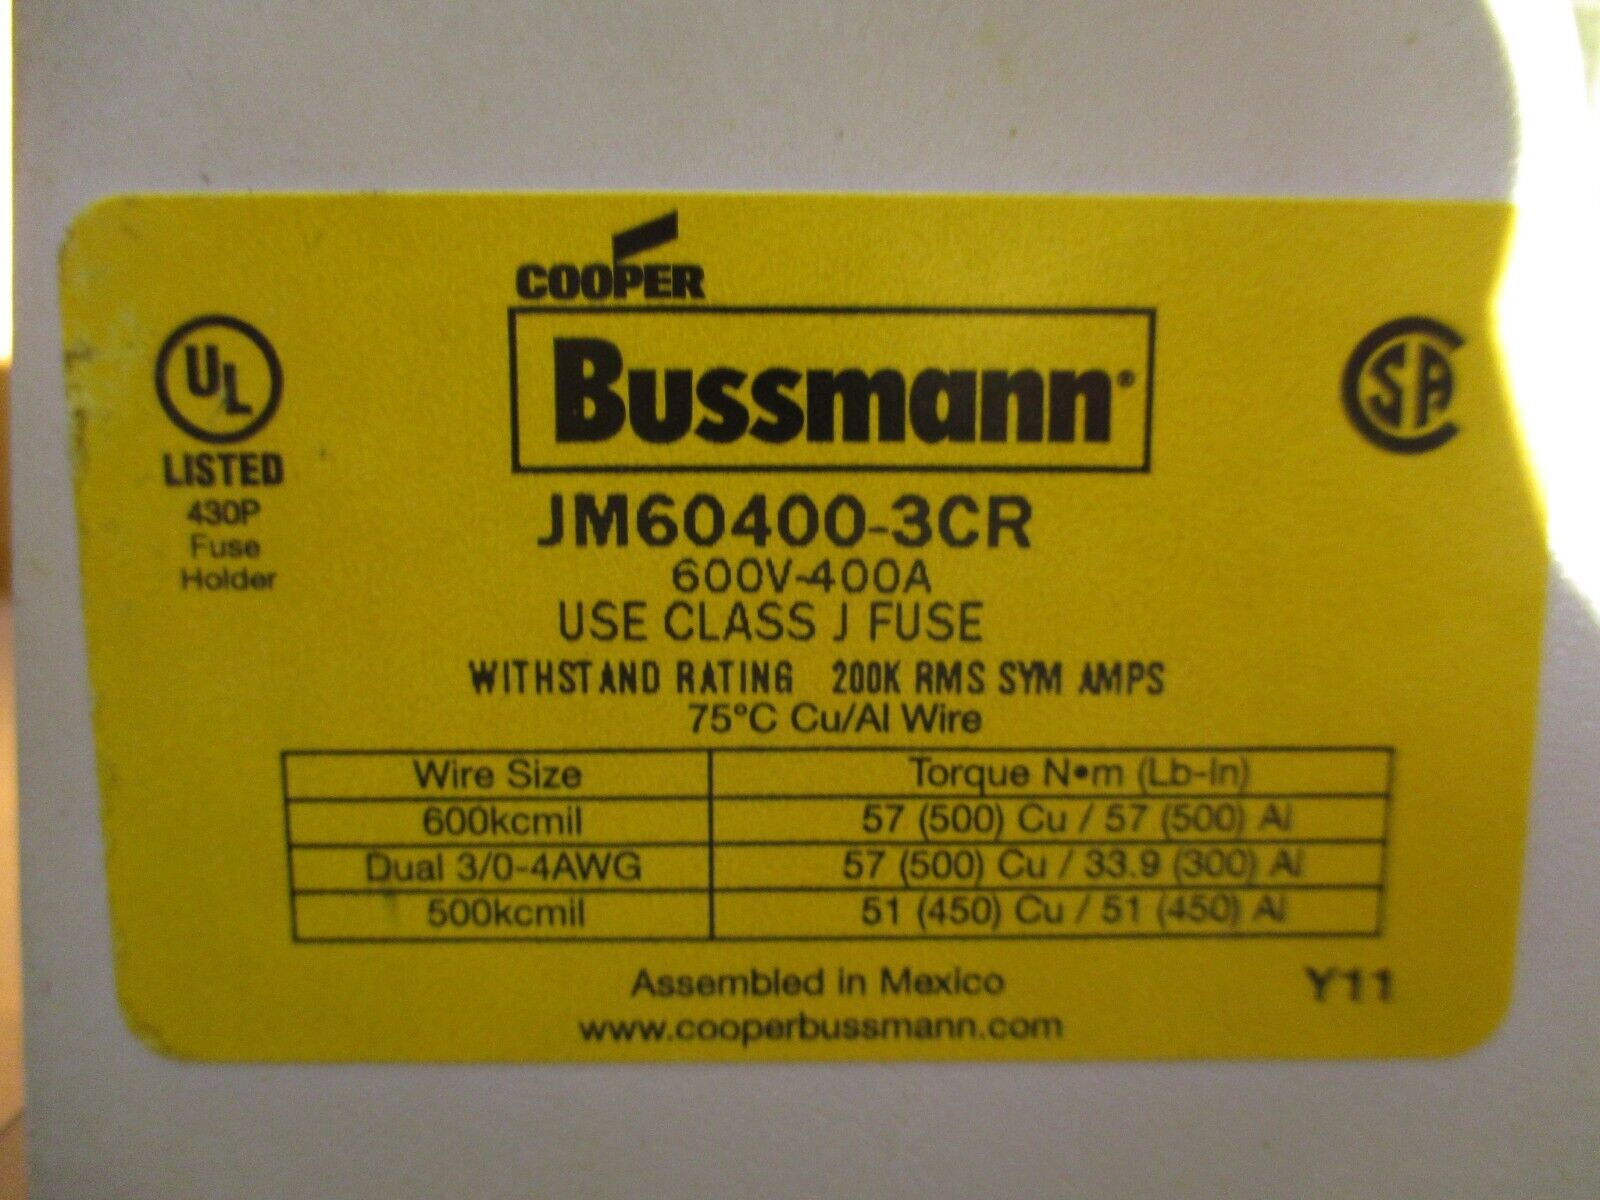 COOPER
Bussmann®
UL
LISTED
430P
Fuse
Holder
SA
JM60400-3CR
600V-400A
USE CLASS J FUSE
WITHSTAND RATING 200K RMS SYM AMPS
75°C Cu/Al Wire
Wire Size Torque N•m (Lb-In)
600kcmil 57 (500) Cu / 57 (500) Al
Dual 3/0-4AWG 57 (500) Cu / 33.9 (300) Al
500kcmil 51 (450) Cu / 51 (450) Al
Assembled in Mexico Y11
www.cooperbussmann.com